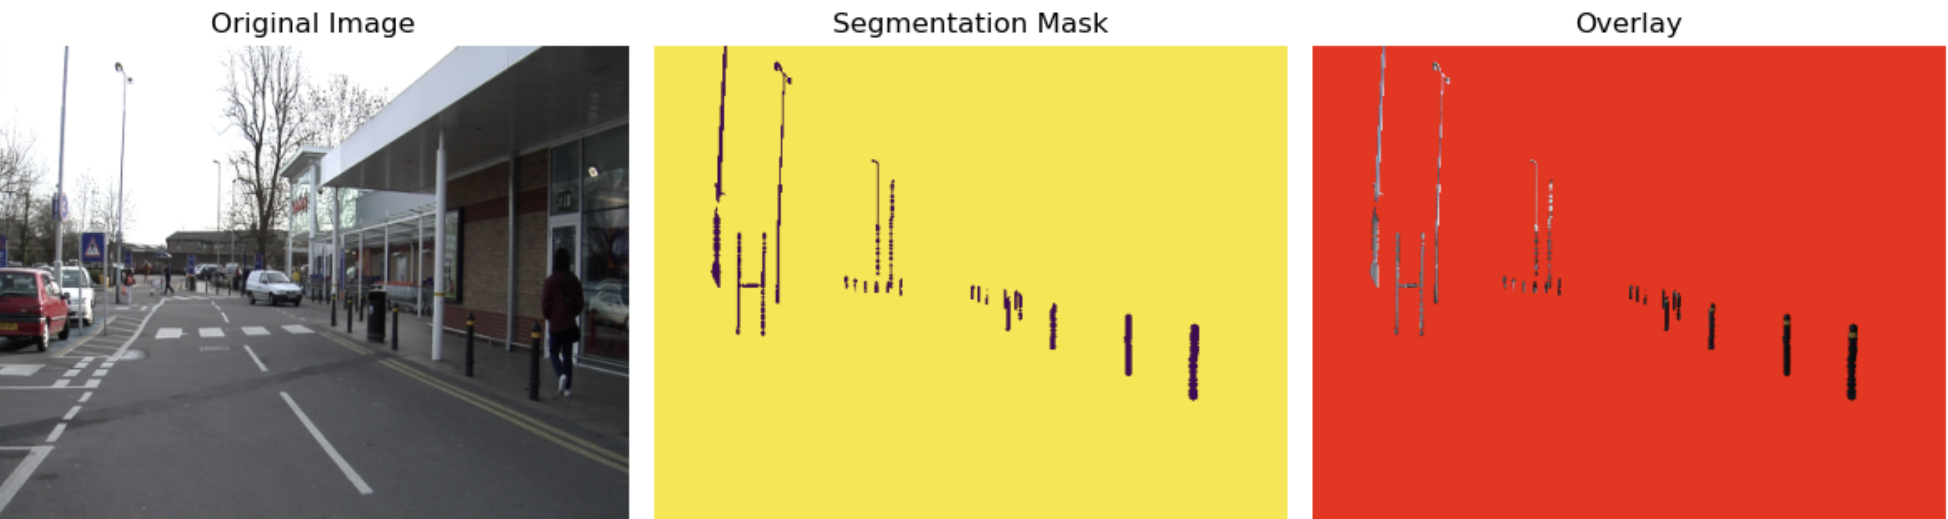 Original Image
Segmentation Mask
Overlay